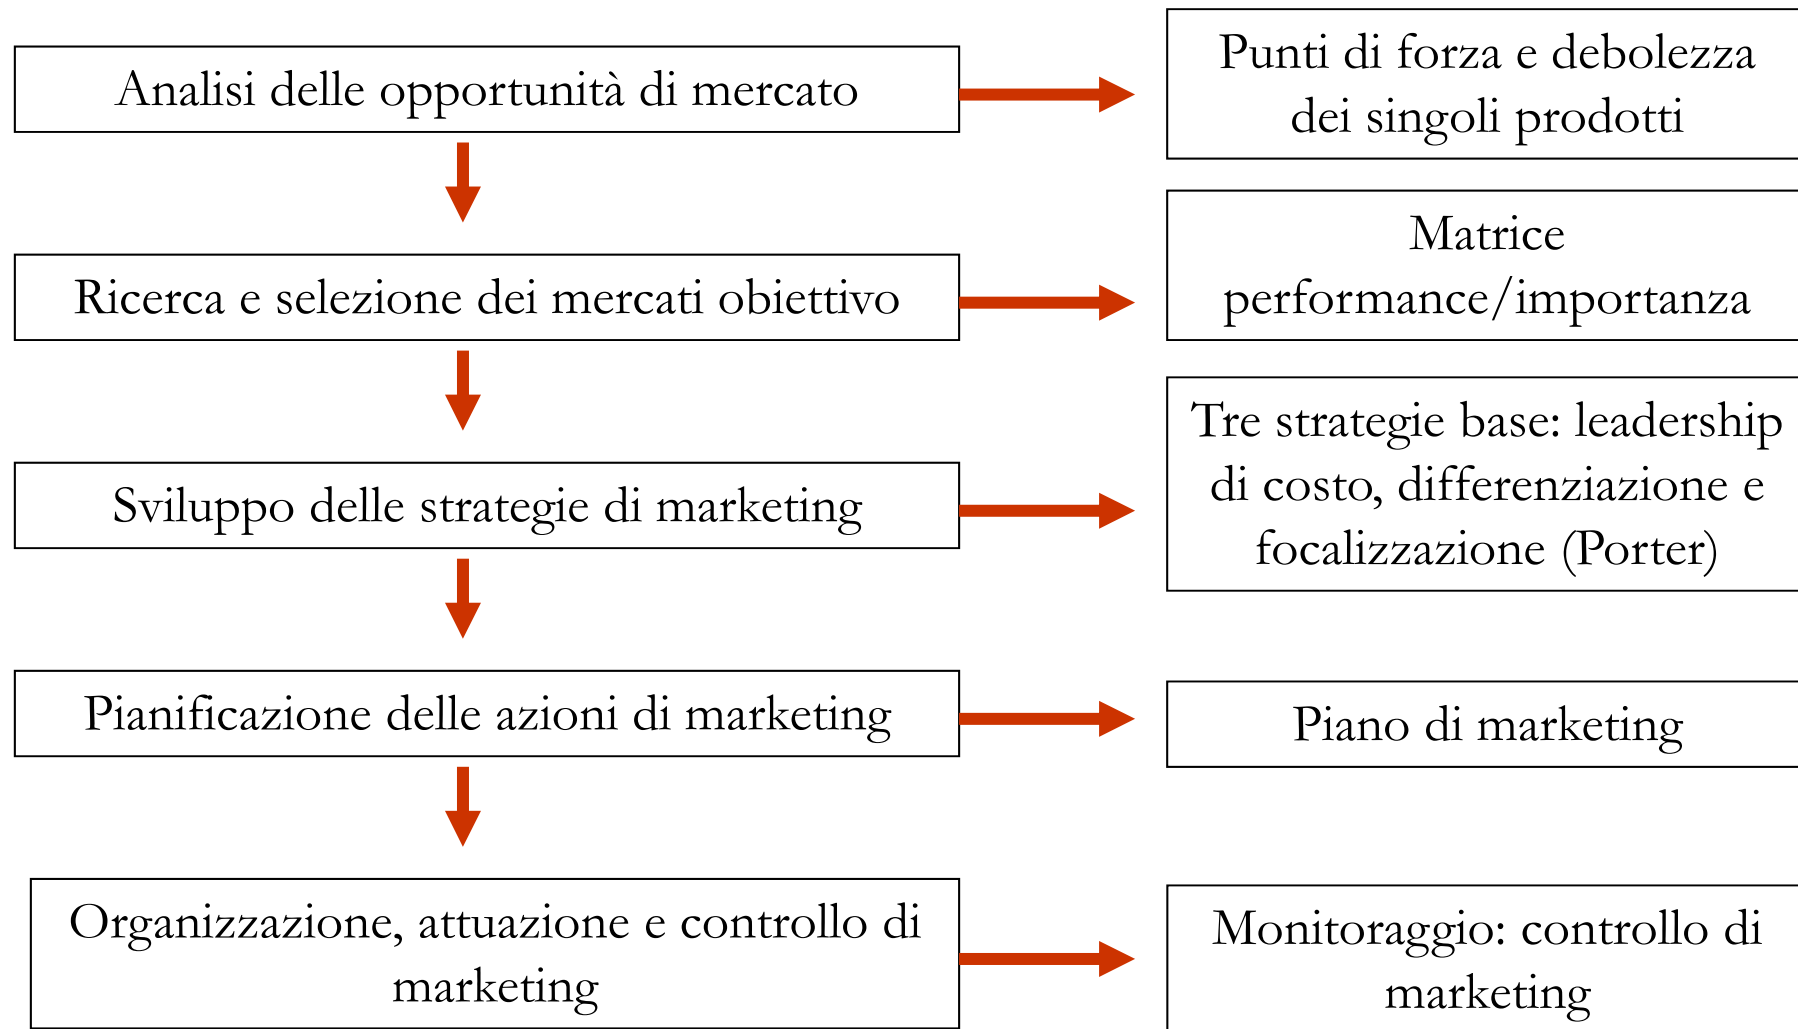 Analisi delle opportunità di mercato
Punti di forza e debolezza
dei singoli prodotti
Ricerca e selezione dei mercati obiettivo
Matrice
performance/importanza
Sviluppo delle strategie di marketing
Tre strategie base: leadership
di costo, differenziazione e
focalizzazione (Porter)
Pianificazione delle azioni di marketing
Piano di marketing
Organizzazione, attuazione e controllo di
marketing
Monitoraggio: controllo di
marketing